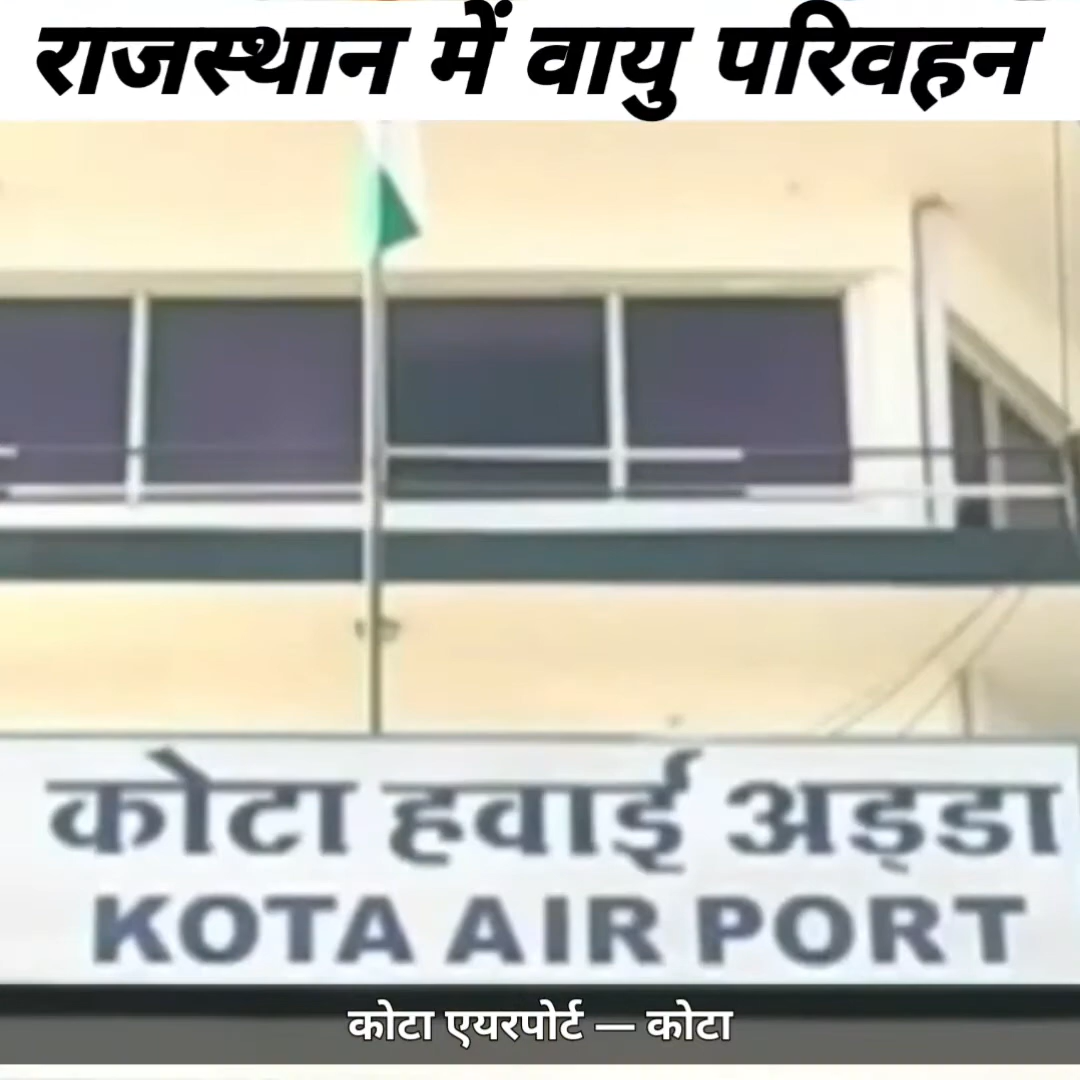 राजस्थान में वायु परिवहन
कोटा हवाई अड्डा
KOTA AIR PORT
कोटा एयरपोर्ट — कोटा